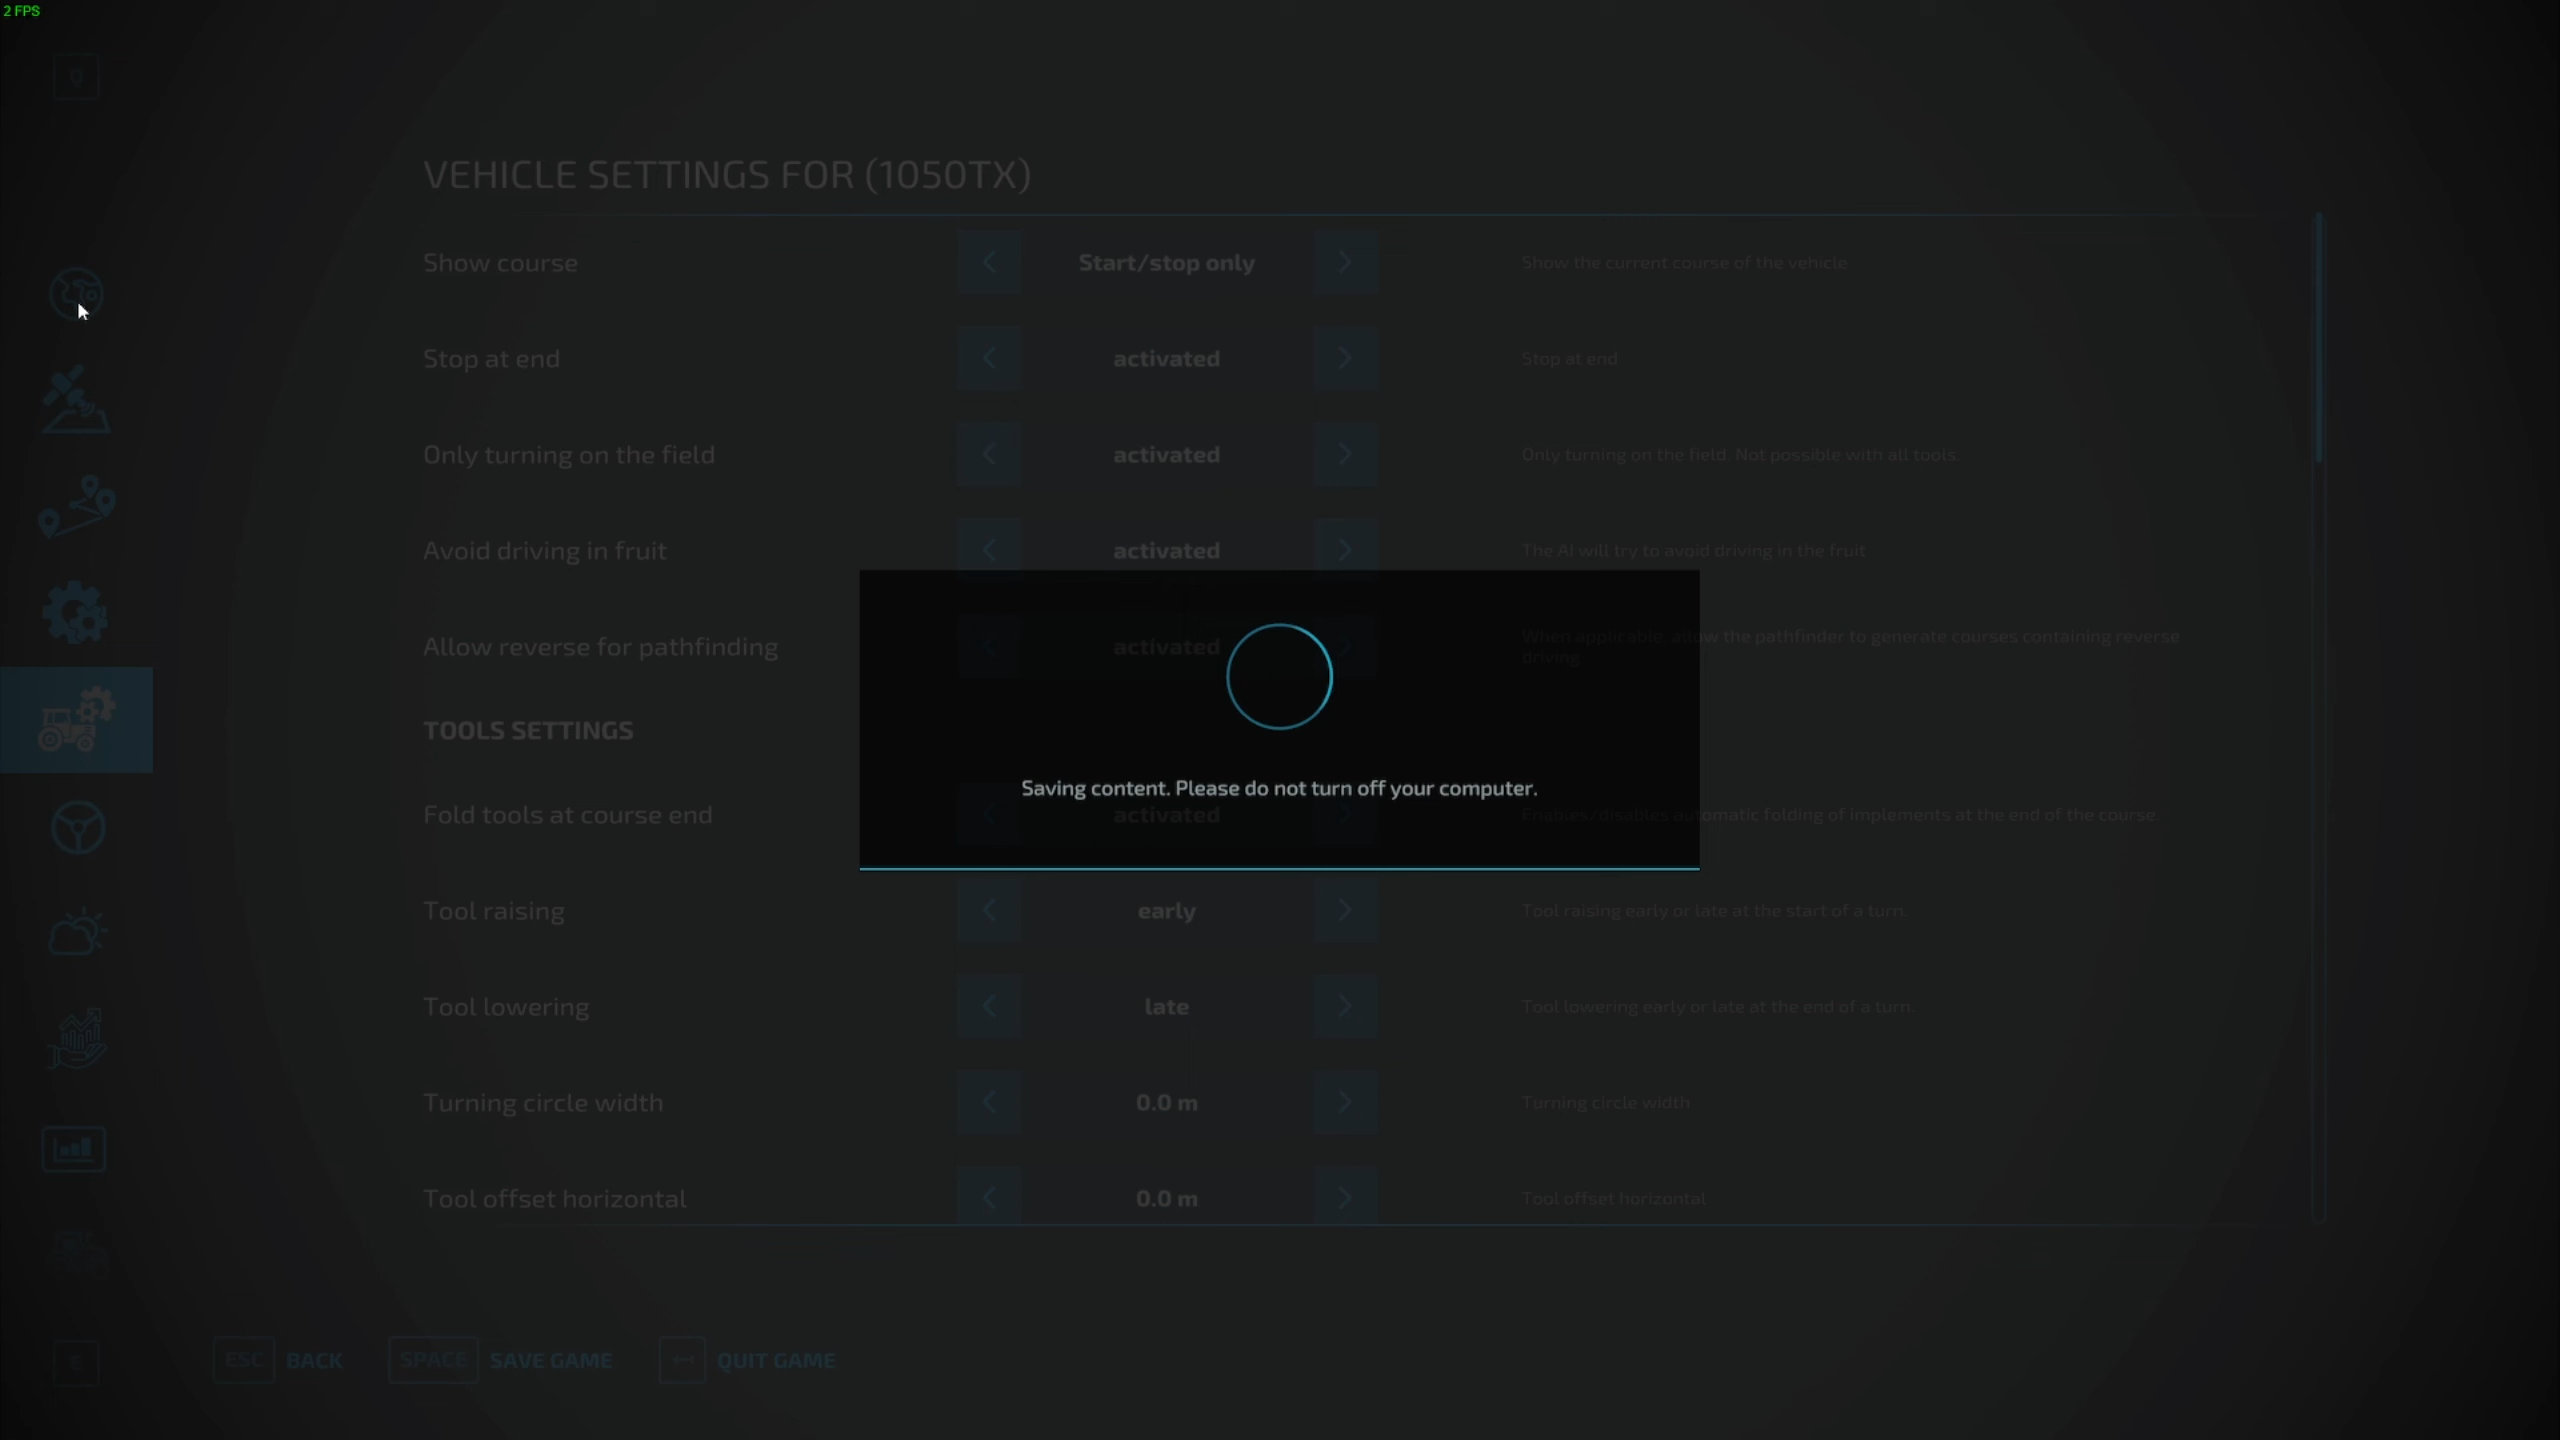 2 FPS
VEHICLE SETTINGS FOR (1050TX)
Show course
Start/stop only
Show the current course of the vehicle
Stop at end
activated
Stop at end
Only turning on the field
activated
Only turning on the field. Not possible with all tools.
Avoid driving in fruit
activated
The AI will try to avoid driving in the fruit
Allow reverse for pathfinding
activated
When applicable, allow the pathfinder to generate courses containing reverse
driving
TOOLS SETTINGS
Saving content. Please do not turn off your computer.
Fold tools at course end
activated
Enables/disables automatic folding of implements at the end of the course.
Tool raising
early
Tool raising early or late at the start of a turn.
Tool lowering
late
Tool lowering early or late at the end of a turn.
Turning circle width
0.0 m
Turning circle width
Tool offset horizontal
0.0 m
Tool offset horizontal
E
ESC BACK SPACE SAVE GAME QUIT GAME